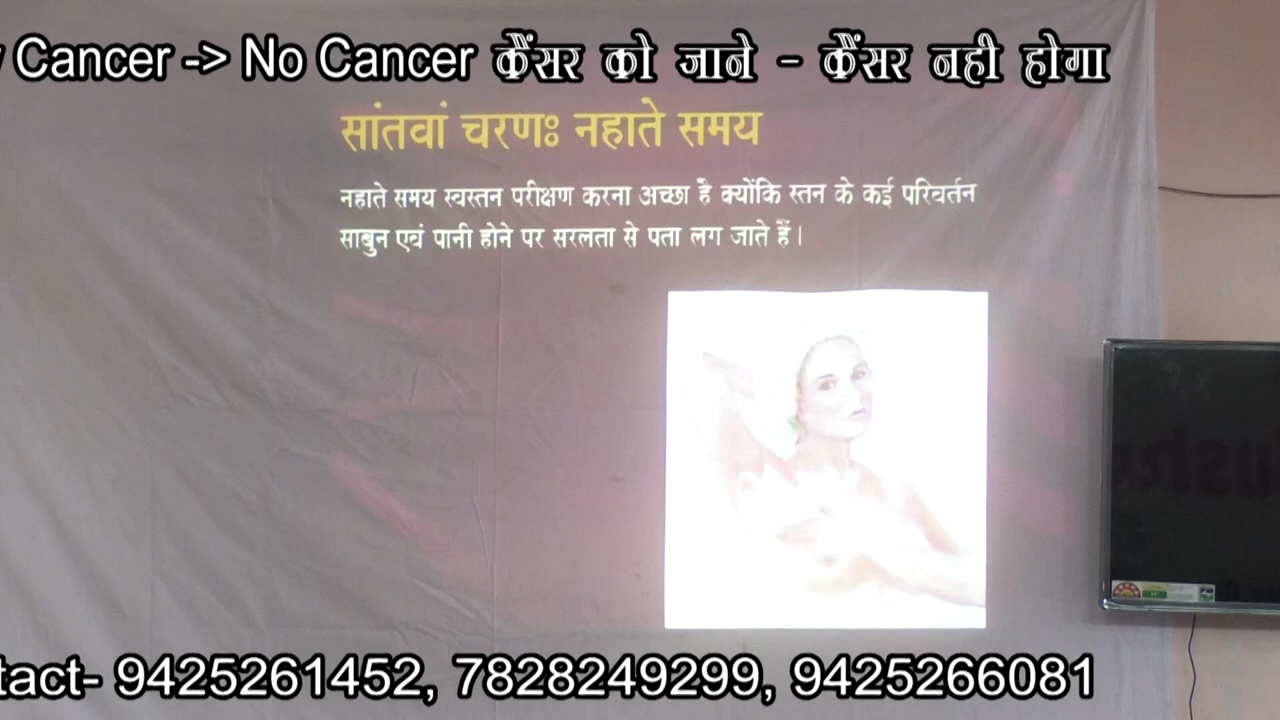 Cancer -> No Cancer कैंसर को जाने - कैंसर नही होगा
सांतवां चरणः नहाते समय
नहाते समय स्वस्तन परीक्षण करना अच्छा है क्योंकि स्तन के कई परिवर्तन
साबुन एवं पानी होने पर सरलता से पता लग जाते हैं।
tact- 9425261452, 7828249299, 9425266081